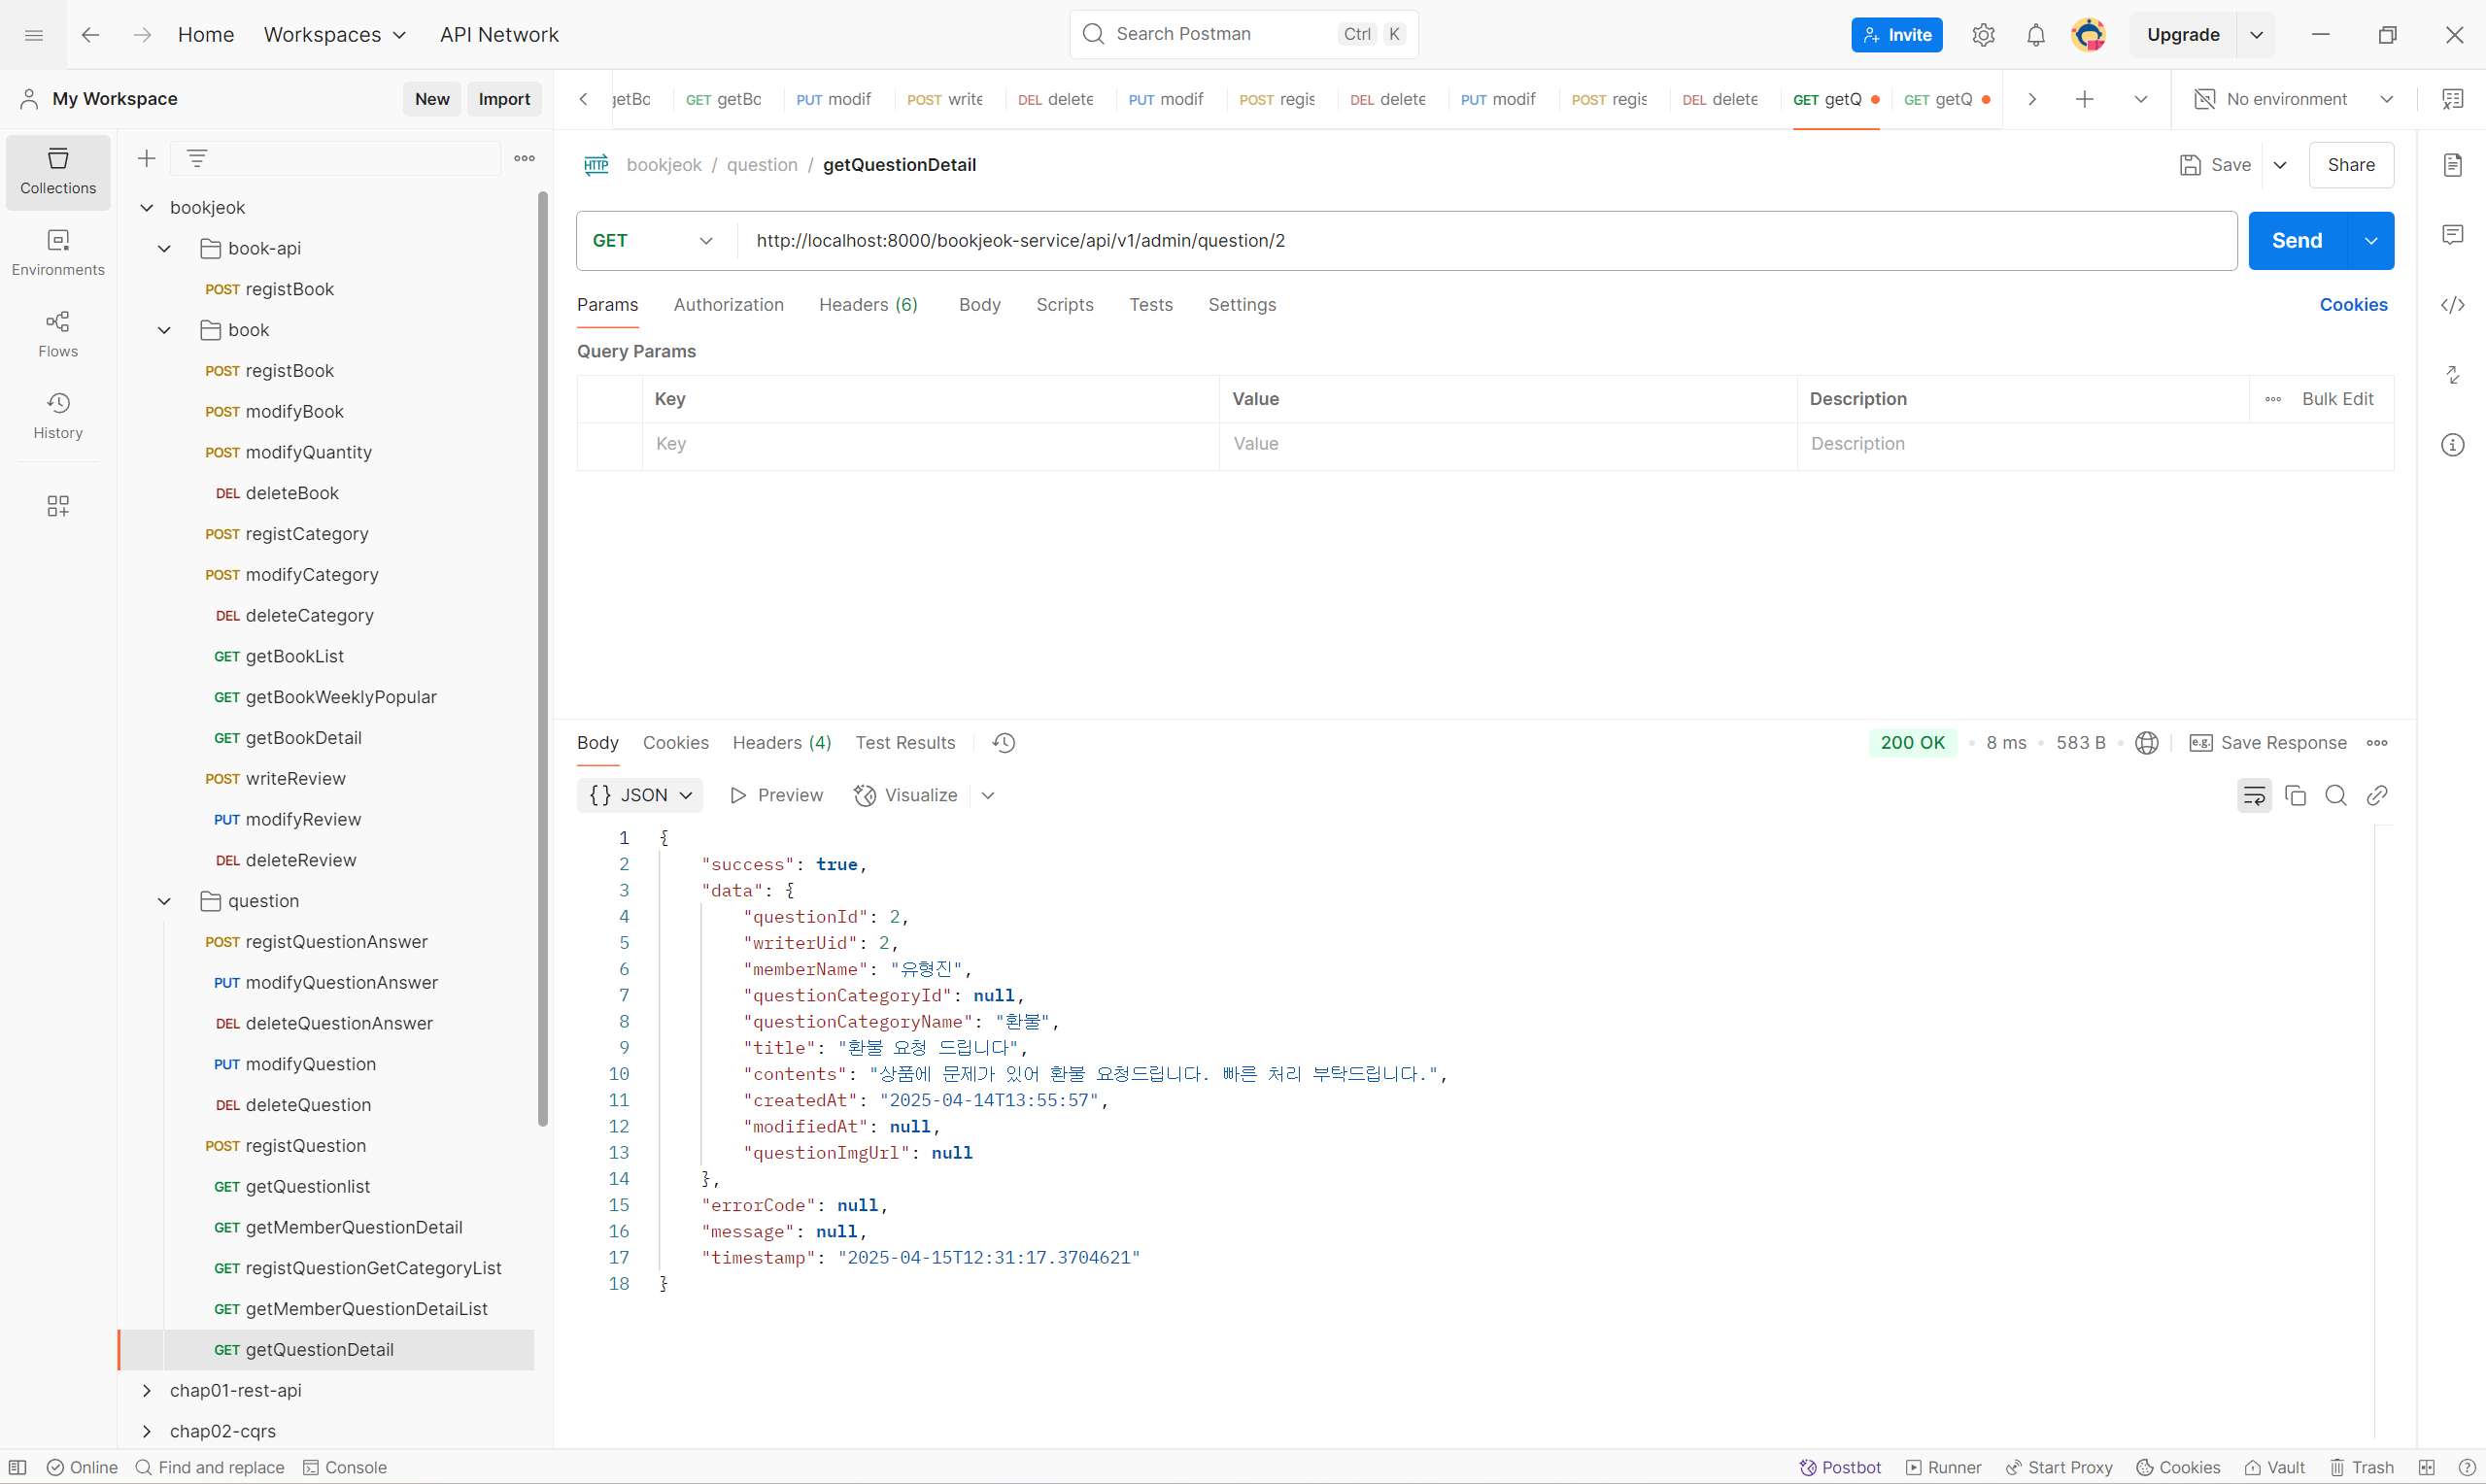 Home Workspaces API Network Search Postman Ctrl K Invite Upgrade
My Workspace New Import
getBo GET getBo PUT modif POST write DEL delete PUT modif POST regis DEL delete PUT modif POST regis DEL delete GET getQ GET getQ No environment
Collections
Environments
Flows
History
bookjeok
book-api
POST registBook
book
POST registBook
POST modifyBook
POST modifyQuantity
DEL deleteBook
POST registCategory
POST modifyCategory
DEL deleteCategory
GET getBookList
GET getBookWeeklyPopular
GET getBookDetail
POST writeReview
PUT modifyReview
DEL deleteReview
question
POST registQuestionAnswer
PUT modifyQuestionAnswer
DEL deleteQuestionAnswer
PUT modifyQuestion
DEL deleteQuestion
POST registQuestion
GET getQuestionlist
GET getMemberQuestionDetail
GET registQuestionGetCategoryList
GET getMemberQuestionDetaiList
GET getQuestionDetail
chap01-rest-api
chap02-cqrs
HTTP bookjeok / question / getQuestionDetail Save Share
GET http://localhost:8000/bookjeok-service/api/v1/admin/question/2 Send
Params Authorization Headers (6) Body Scripts Tests Settings Cookies
Query Params
Key Value Description Bulk Edit
Key Value Description
Body Cookies Headers (4) Test Results 200 OK 8 ms 583 B e.g. Save Response
{} JSON Preview Visualize
1 {
2 "success": true,
3 "data": {
4 "questionId": 2,
5 "writerUid": 2,
6 "memberName": "유형진",
7 "questionCategoryId": null,
8 "questionCategoryName": "환불",
9 "title": "환불 요청 드립니다",
10 "contents": "상품에 문제가 있어 환불 요청드립니다. 빠른 처리 부탁드립니다.",
11 "createdAt": "2025-04-14T13:55:57",
12 "modifiedAt": null,
13 "questionImgUrl": null
14 },
15 "errorCode": null,
16 "message": null,
17 "timestamp": "2025-04-15T12:31:17.3704621"
18 }
Online Find and replace Console Postbot Runner Start Proxy Cookies Vault Trash